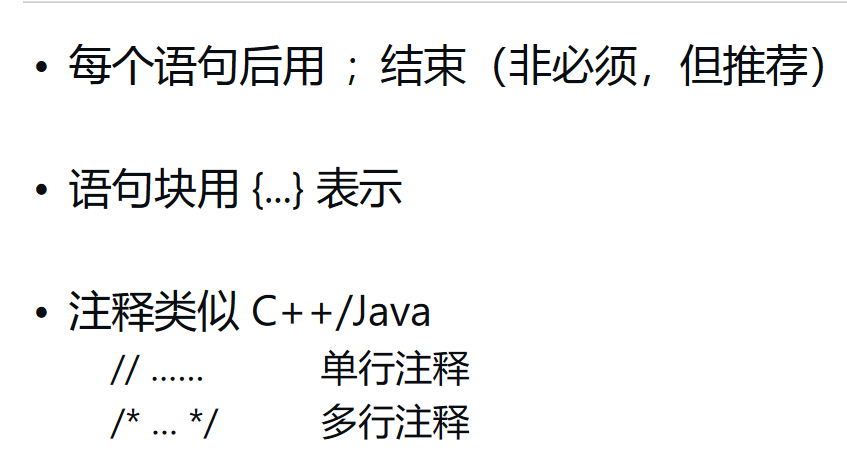 • 每个语句后用 ; 结束（非必须，但推荐）
• 语句块用 {...} 表示
• 注释类似 C++/Java
// ...... 单行注释
/* ... */ 多行注释